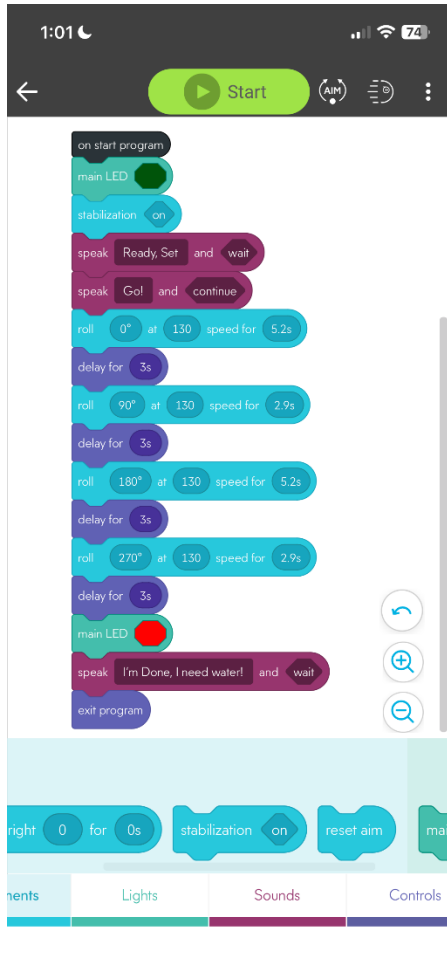 1:01 74
Start AIM
on start program
main LED
stabilization on
speak Ready, Set and wait
speak Go! and continue
roll 0° at 130 speed for 5.2s
delay for 3s
roll 90° at 130 speed for 2.9s
delay for 3s
roll 180° at 130 speed for 5.2s
delay for 3s
roll 270° at 130 speed for 2.9s
delay for 3s
main LED
speak I'm Done, I need water! and wait
exit program
right 0 for 0s stabilization on reset aim ma
nents Lights Sounds Controls